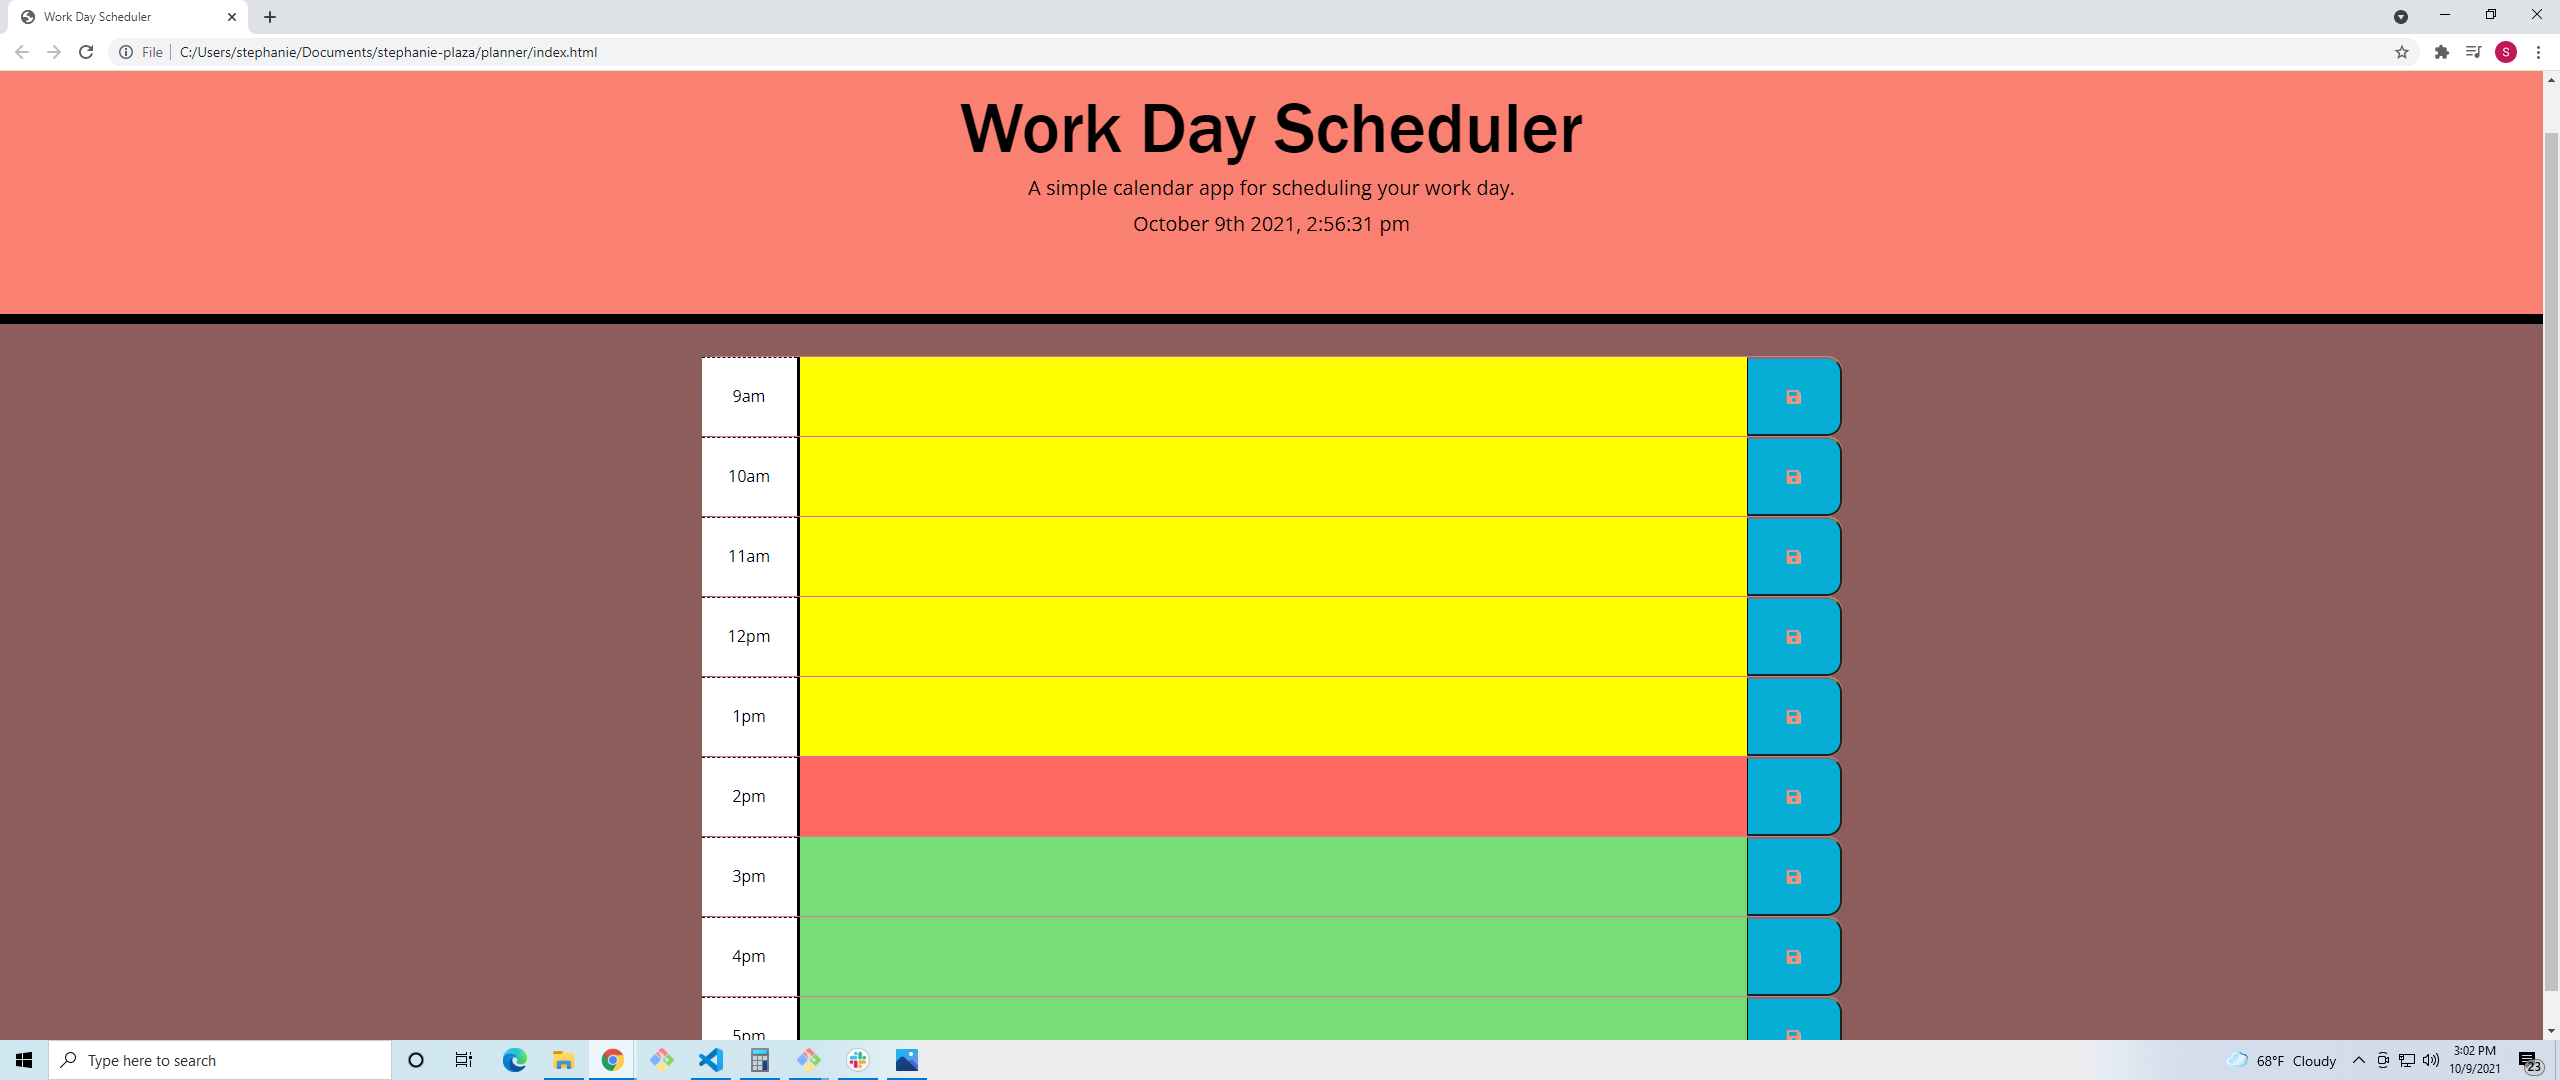 Work Day Scheduler
File
C:/Users/stephanie/Documents/stephanie-plaza/planner/index.html
S
Work Day Scheduler
A simple calendar app for scheduling your work day.
October 9th 2021, 2:56:31 pm
9am
10am
11am
12pm
1pm
2pm
3pm
4pm
5pm
Type here to search
68°F Cloudy
3:02 PM
10/9/2021
23